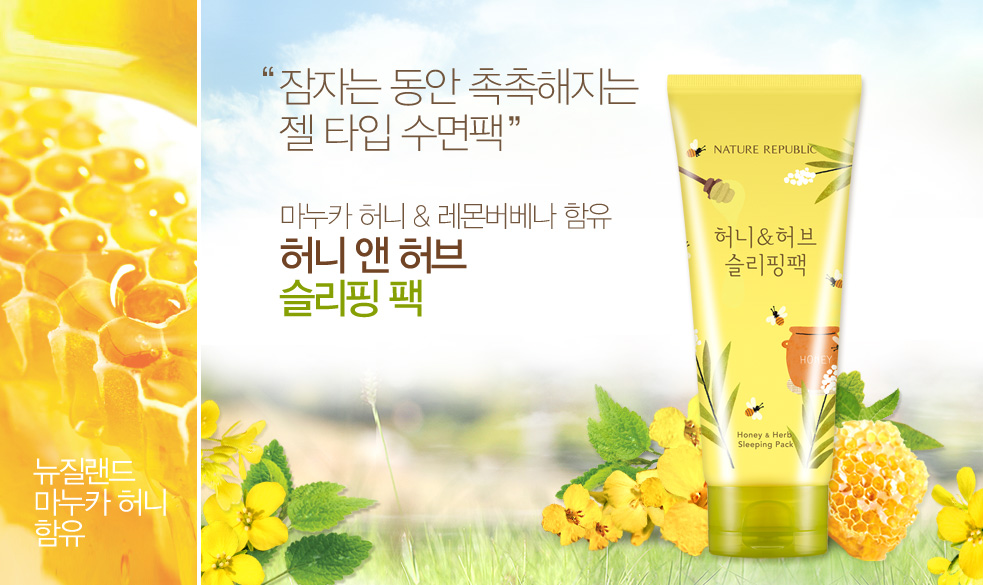 “ 잠자는 동안 촉촉해지는
젤 타입 수면팩 ”
마누카 허니 & 레몬버베나 함유
허니 앤 허브
슬리핑 팩
뉴질랜드
마누카 허니
함유
NATURE REPUBLIC
허니&허브
슬리핑팩
HONEY
Honey & Herb
Sleeping Pack